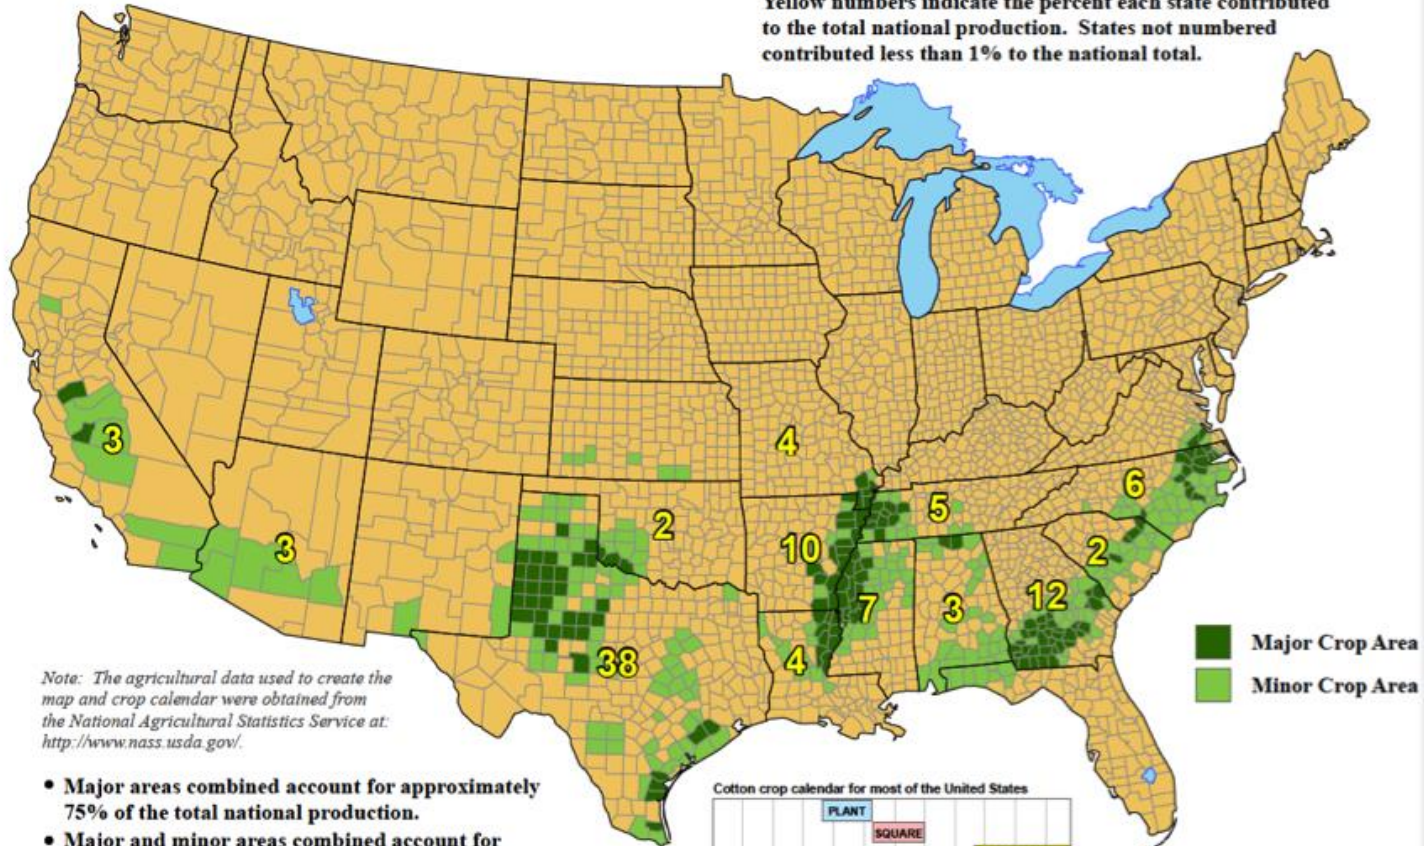 Yellow numbers indicate the percent each state contributed
to the total national production. States not numbered
contributed less than 1% to the national total.
3
3
4
2
10
5
6
2
7
3
12
38
4
Major Crop Area
Minor Crop Area
Note: The agricultural data used to create the
map and crop calendar were obtained from
the National Agricultural Statistics Service at:
http://www.nass.usda.gov/.
• Major areas combined account for approximately
75% of the total national production.
• Major and minor areas combined account for
Cotton crop calendar for most of the United States
PLANT
SQUARE